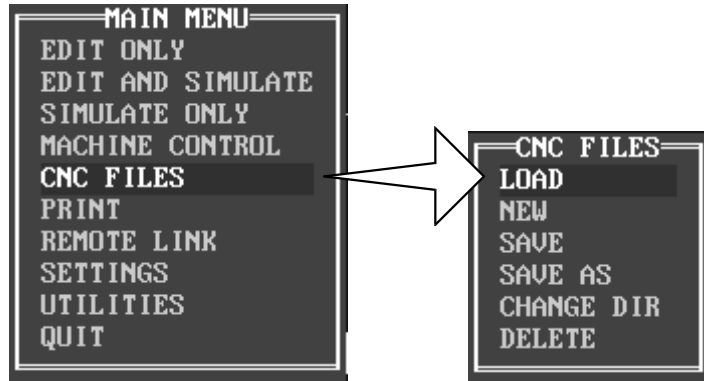 MAIN MENU
EDIT ONLY
EDIT AND SIMULATE
SIMULATE ONLY
MACHINE CONTROL
CNC FILES
PRINT
REMOTE LINK
SETTINGS
UTILITIES
QUIT
CNC FILES
LOAD
NEW
SAVE
SAVE AS
CHANGE DIR
DELETE